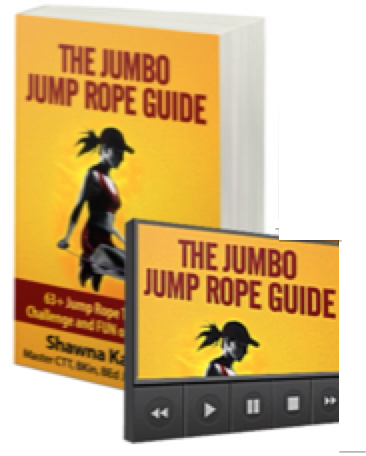 THE JUMBO
JUMP ROPE GUIDE
63+ Jump Rope
Challenge and FUN
Shawna
Master CTT, BKin, BEd
THE JUMBO
JUMP ROPE GUIDE